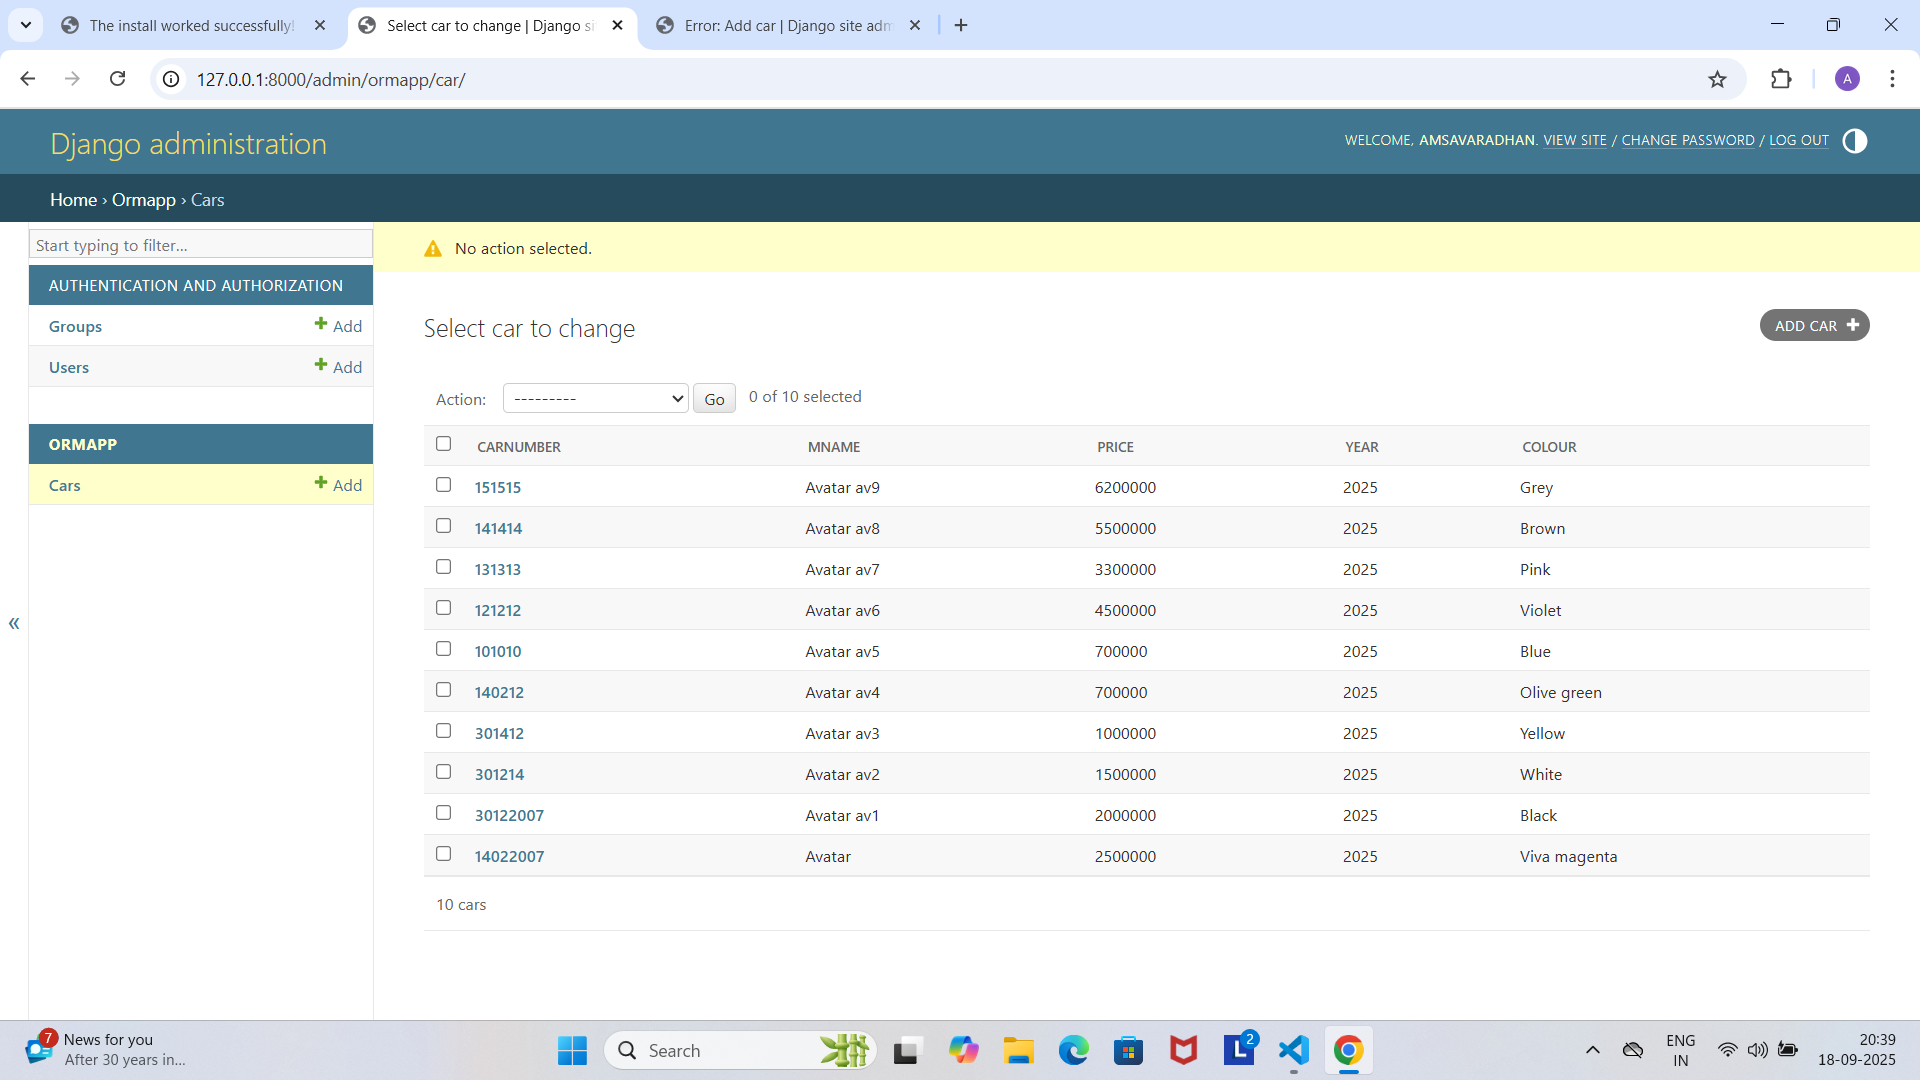 The install worked successfully!
Select car to change | Django si
Error: Add car | Django site adm
127.0.0.1:8000/admin/ormapp/car/
A
Django administration
WELCOME, AMSAVARADHAN. VIEW SITE / CHANGE PASSWORD / LOG OUT
Home › Ormapp › Cars
Start typing to filter...
No action selected.
AUTHENTICATION AND AUTHORIZATION
Groups Add
Users Add
ORMAPP
Cars Add
«
Select car to change
ADD CAR
Action: --------- Go 0 of 10 selected
CARNUMBER MNAME PRICE YEAR COLOUR
151515 Avatar av9 6200000 2025 Grey
141414 Avatar av8 5500000 2025 Brown
131313 Avatar av7 3300000 2025 Pink
121212 Avatar av6 4500000 2025 Violet
101010 Avatar av5 700000 2025 Blue
140212 Avatar av4 700000 2025 Olive green
301412 Avatar av3 1000000 2025 Yellow
301214 Avatar av2 1500000 2025 White
30122007 Avatar av1 2000000 2025 Black
14022007 Avatar 2500000 2025 Viva magenta
10 cars
7
News for you
After 30 years in...
Search
L 2
ENG
IN
20:39
18-09-2025